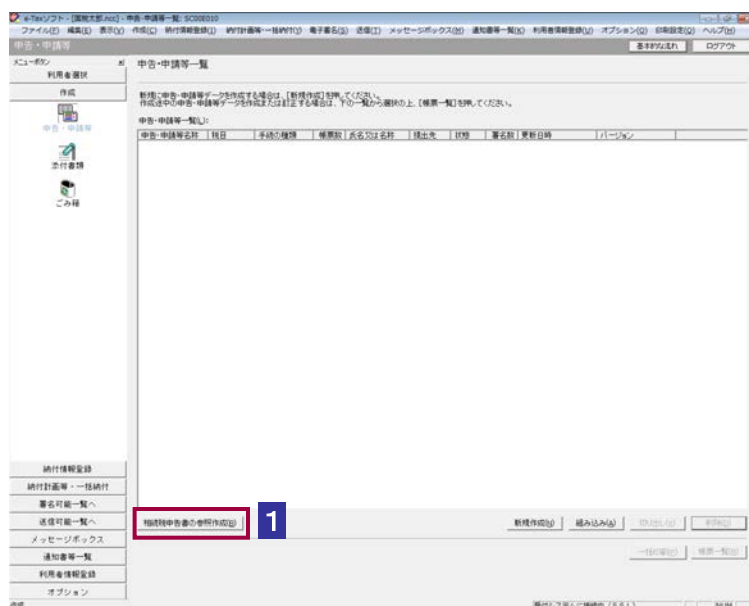 e-Taxソフト - [国税太郎.ncc] - 申告・申請等一覧: SC00E010
ファイル(F) 編集(E) 表示(V) 作成(C) 納付情報登録(I) 納付計画等・一括納付(Y) 電子署名(S) 送信(T) メッセージボックス(M) 通知書等一覧(K) 利用者情報登録(U) オプション(O) 印刷設定(Q) ヘルプ(H)
申告・申請等 基本的な流れ ログアウト
メニューボタン
利用者選択
作成
申告・申請等
添付書類
ごみ箱
申告・申請等一覧
新規に申告・申請等データを作成する場合は、[新規作成]を押してください。
作成途中の申告・申請等データを作成または訂正する場合は、下の一覧から選択の上、[帳票一覧]を押してください。
申告・申請等一覧(L):
申告・申請等名称 税目 手続の種類 帳票数 氏名又は名称 提出先 状態 署名数 更新日時 バージョン
納付情報登録
納付計画等・一括納付
署名可能一覧へ
送信可能一覧へ
メッセージボックス
通知書等一覧
利用者情報登録
オプション
相続税申告書の参照作成(B) 1 新規作成(N) 組み込み(A) 切り出し(X) 削除(D)
帳票一覧
作成 NUM